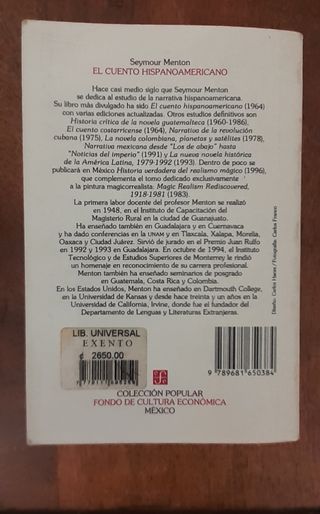 Seymour Menton
EL CUENTO HISPANOAMERICANO
Hace casi medio siglo que Seymour Menton
se dedica al estudio de la narrativa hispanoamericana.
Su libro más divulgado ha sido El cuento hispanoamericano (1964)
con varias ediciones actualizadas. Otros estudios definitivos son
Historia crítica de la novela guatemalteca (1960-1986),
El cuento costarricense (1964), Narrativa de la revolución
cubana (1975), La novela colombiana, planetas y satélites (1978),
Narrativa mexicana desde "Los de abajo" hasta
"Noticias del imperio" (1991) y La nueva novela histórica
de la América Latina, 1979-1992 (1993). Dentro de poco se
publicará en México Historia verdadera del realismo mágico (1996),
que complementa el tomo dedicado exclusivamente
a la pintura magicorrealista: Magic Realism Rediscovered,
1918-1981 (1983).
La primera labor docente del profesor Menton se realizó
en 1948, en el Instituto de Capacitación del
Magisterio Rural en la ciudad de Guanajuato.
Ha enseñado también en Guadalajara y en Cuernavaca
y ha dado conferencias en la UNAM y en Tlaxcala, Xalapa, Morelia,
Oaxaca y Ciudad Juárez. Sirvió de jurado en el Premio Juan Rulfo
en 1992 y 1993 en Guadalajara. En octubre de 1994, el Instituto
Tecnológico y de Estudios Superiores de Monterrey le rindió
un homenaje en reconocimiento de su carrera profesional.
Menton también ha enseñado seminarios de posgrado
en Guatemala, Costa Rica y Colombia.
En los Estados Unidos, Menton ha enseñado en Dartmouth College,
en la Universidad de Kansas y desde hace treinta y un años en la
Universidad de California, Irvine, donde fue el fundador del
Departamento de Lenguas y Literaturas Extranjeras.
Diseño: Carlos Haces / Fotografía: Carlos Franco
LIB. UNIVERSAL
EXENTO
¢ 2650.00
9 789681 650384
COLECCIÓN POPULAR
FONDO DE CULTURA ECONÓMICA
MÉXICO